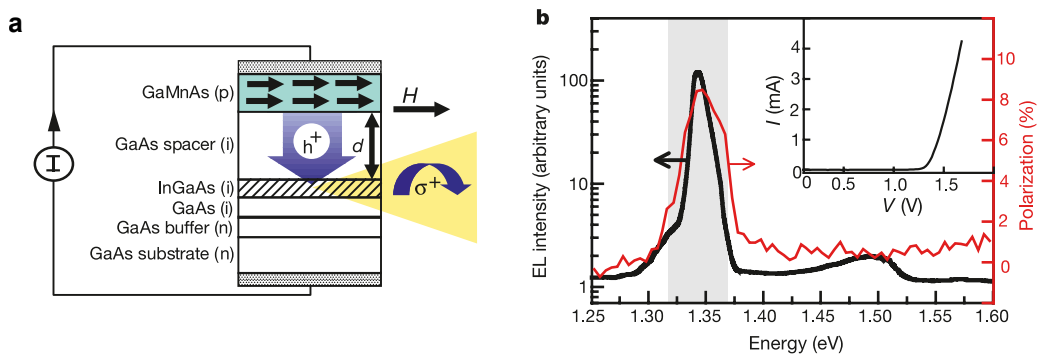 a
GaMnAs (p)
GaAs spacer (i)
InGaAs (i)
GaAs (i)
GaAs buffer (n)
GaAs substrate (n)
I
H
h+
d
σ+
b
EL intensity (arbitrary units)
100
10
1
1.25
1.30
1.35
1.40
1.45
1.50
1.55
1.60
Energy (eV)
Polarization (%)
10
8
6
4
2
0
I (mA)
4
3
2
1
0
0
0.5
1.0
1.5
V (V)